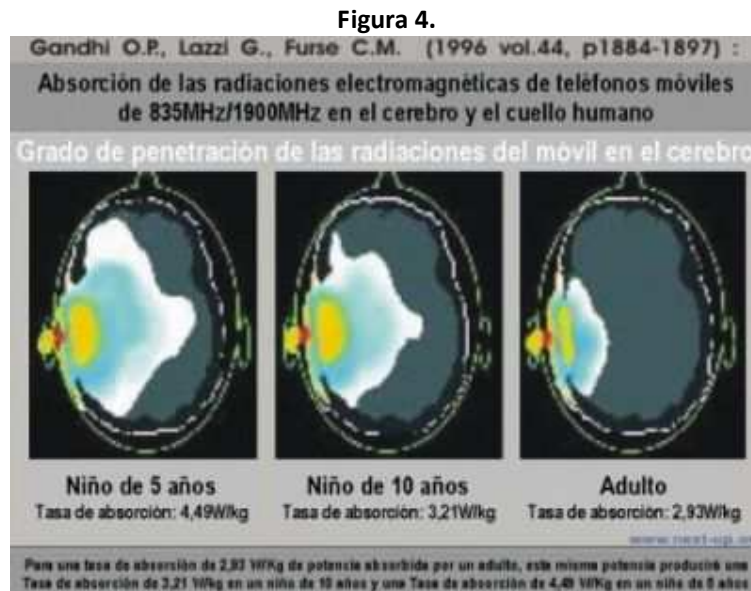 Figura 4.
Gandhi O.P., Lazzi G., Furse C.M. (1996 vol.44, p1884-1897) :
Absorción de las radiaciones electromagnéticas de teléfonos móviles
de 835MHz/1900MHz en el cerebro y el cuello humano
Grado de penetración de las radiaciones del móvil en el cerebro
Niño de 5 años
Tasa de absorción: 4,49W/kg
Niño de 10 años
Tasa de absorción: 3,21W/kg
Adulto
Tasa de absorción: 2,93W/kg
www.next-up.o
Para una tasa de absorción de 2,93 W/Kg de potencia absorbida por un adulto, esta misma potencia producirá una
Tasa de absorción de 3,21 W/kg en un niño de 10 años y una Tasa de absorción de 4,49 W/Kg en un niño de 5 años